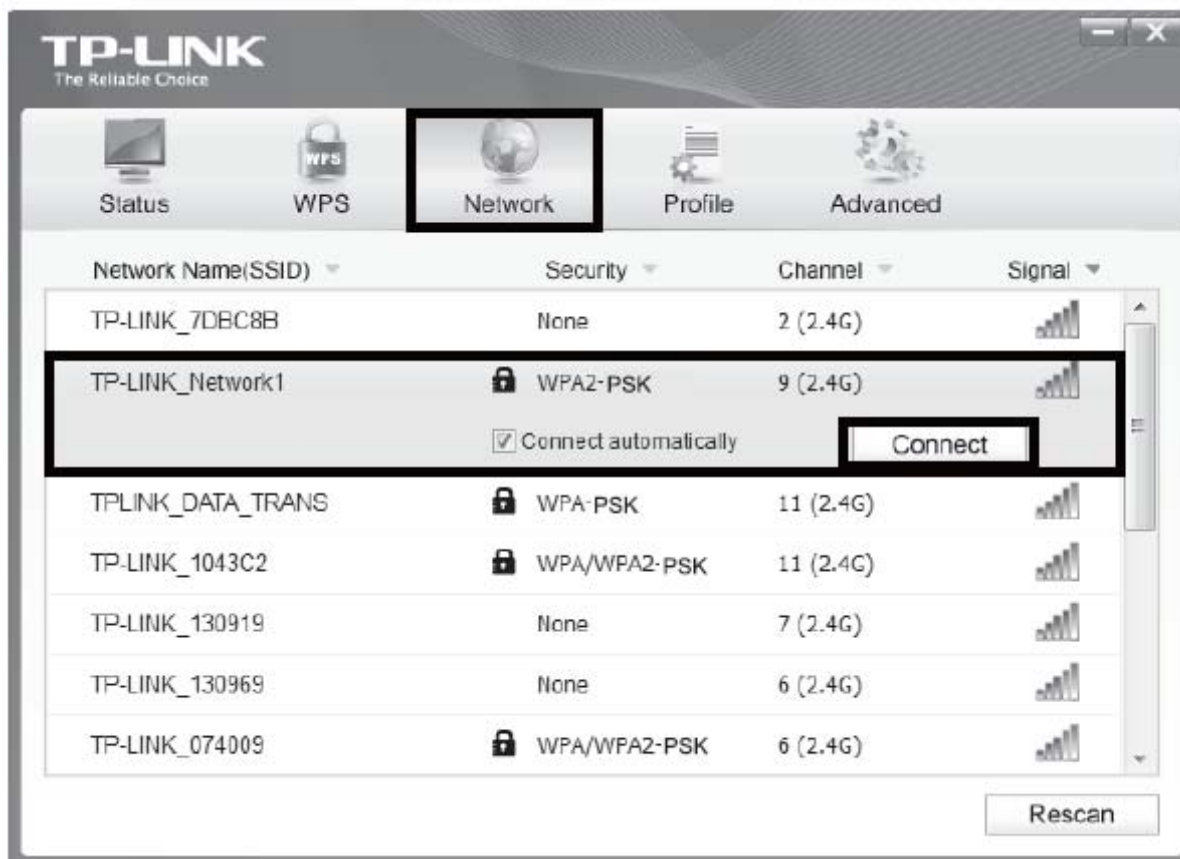 TP-LINK
The Reliable Choice
Status WPS WPS Network Profile Advanced
Network Name(SSID) Security Channel Signal
TP-LINK_7DBC8B None 2 (2.4G)
TP-LINK_Network1 WPA2-PSK 9 (2.4G)
Connect automatically Connect
TPLINK_DATA_TRANS WPA-PSK 11 (2.4G)
TP-LINK_1043C2 WPA/WPA2-PSK 11 (2.4G)
TP-LINK_130919 None 7 (2.4G)
TP-LINK_130969 None 6 (2.4G)
TP-LINK_074009 WPA/WPA2-PSK 6 (2.4G)
Rescan